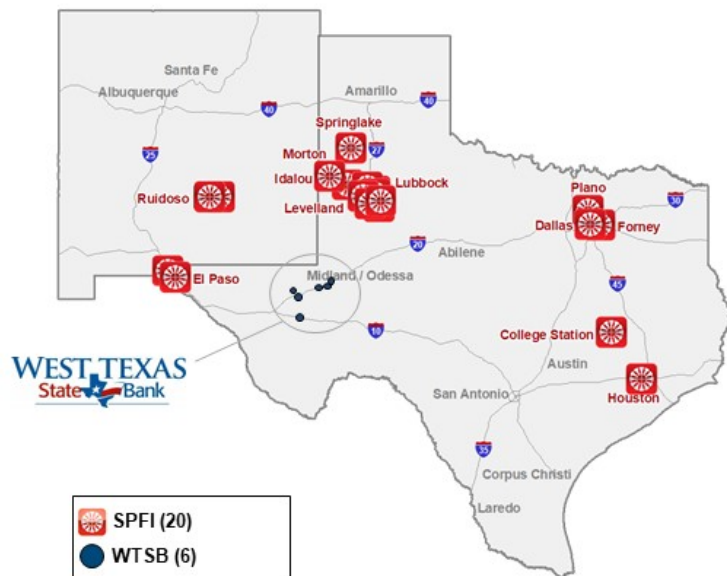 Santa Fe
Albuquerque
Amarillo
40
40
Springlake
25
27
Morton
Idalou
Lubbock
Ruidoso
Levelland
Plano
30
Dallas
Forney
20
Abilene
El Paso
Midland / Odessa
45
10
College Station
WEST TEXAS
State Bank
Austin
San Antonio
Houston
35
Corpus Christi
Laredo
SPFI (20)
WTSB (6)